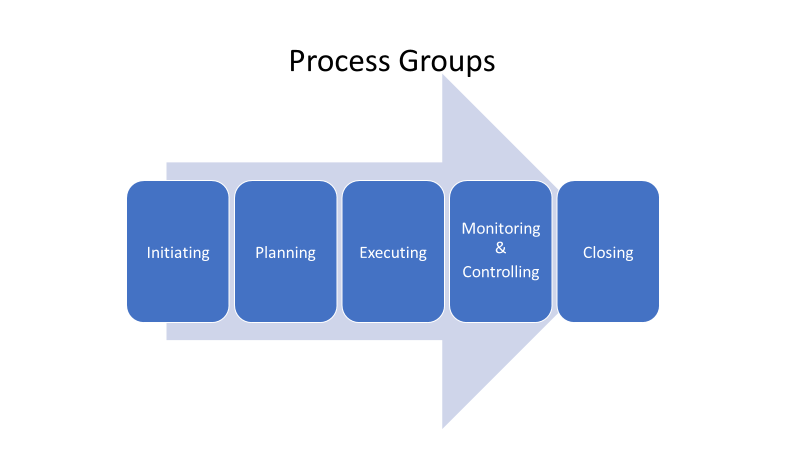 Process Groups
Initiating
Planning
Executing
Monitoring
&
Controlling
Closing